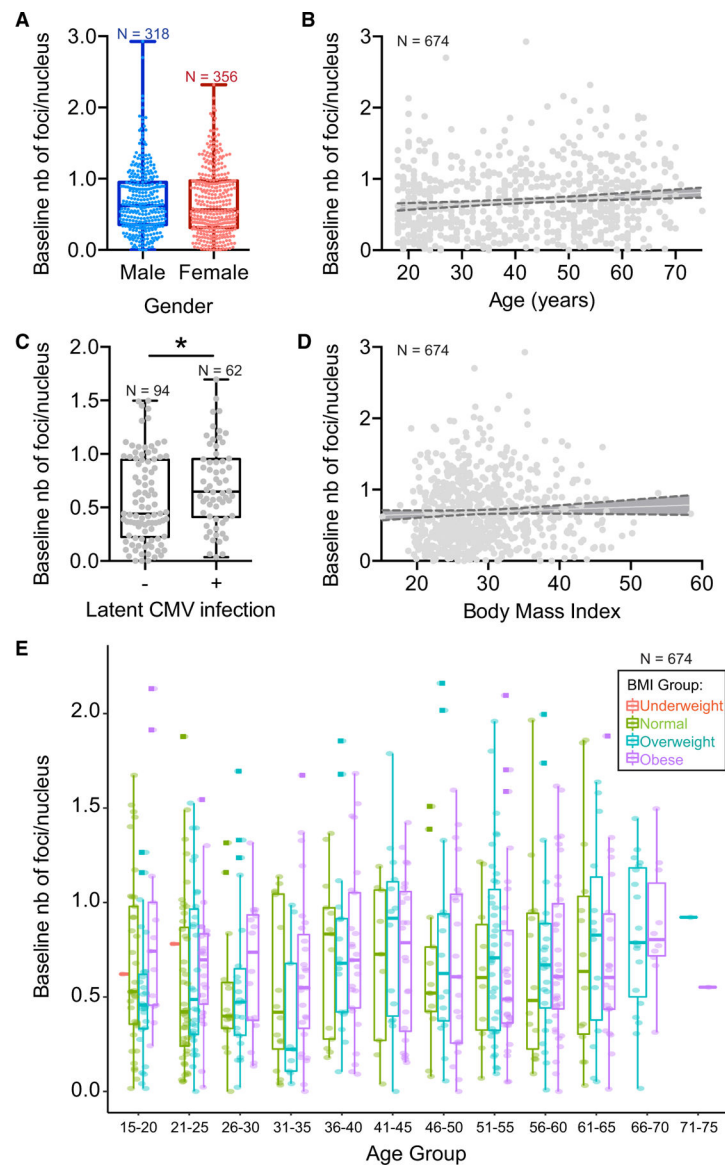 A
Baseline nb of foci/nucleus
3.0
2.0
1.0
0.0
N = 318
N = 356
Male Female
Gender
B
Baseline nb of foci/nucleus
3
2
1
0
N = 674
20 30 40 50 60 70
Age (years)
C
Baseline nb of foci/nucleus
2.0
1.5
1.0
0.5
0.0
*
N = 94
N = 62
- +
Latent CMV infection
D
Baseline nb of foci/nucleus
3
2
1
0
N = 674
20 30 40 50 60
Body Mass Index
E
Baseline nb of foci/nucleus
2.0
1.5
1.0
0.5
0.0
N = 674
BMI Group:
Underweight
Normal
Overweight
Obese
15-20 21-25 26-30 31-35 36-40 41-45 46-50 51-55 56-60 61-65 66-70 71-75
Age Group